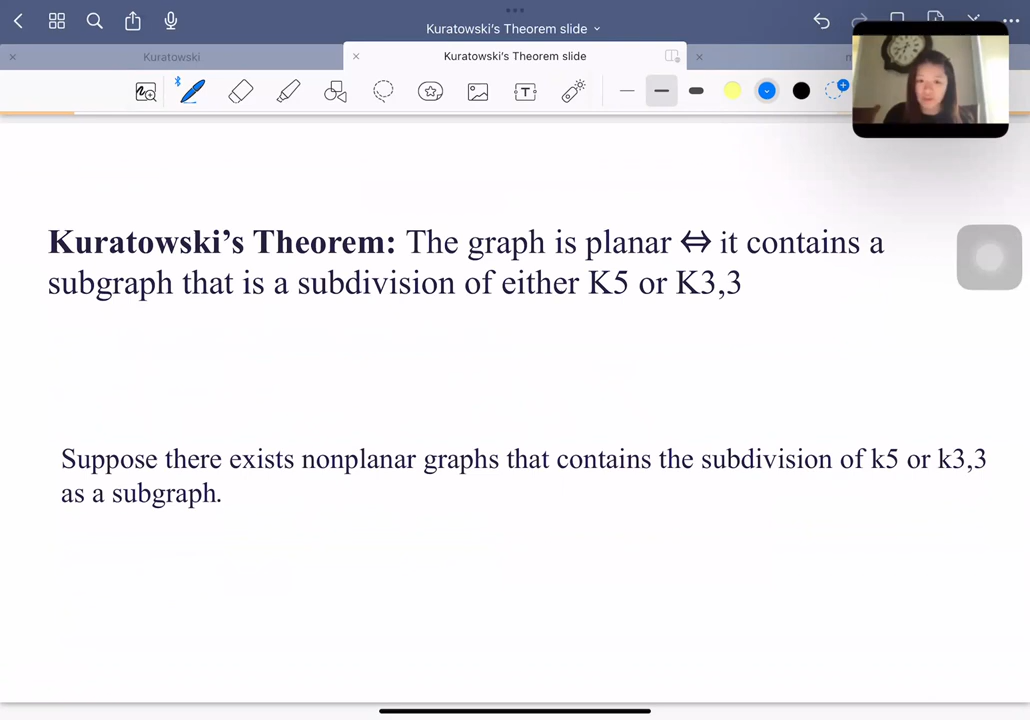 Kuratowski's Theorem slide
Kuratowski
Kuratowski's Theorem slide
T
Kuratowski's Theorem: The graph is planar ⇔ it contains a
subgraph that is a subdivision of either K5 or K3,3
Suppose there exists nonplanar graphs that contains the subdivision of k5 or k3,3
as a subgraph.